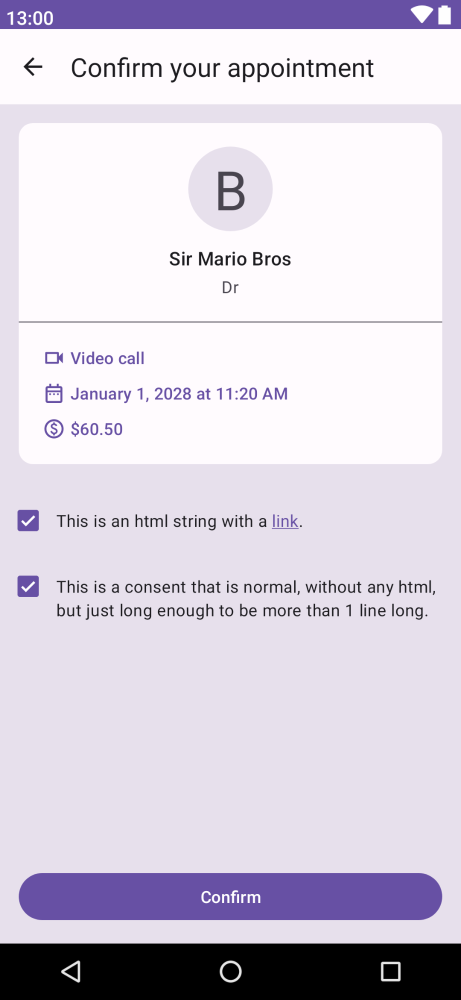 13:00
Confirm your appointment
B
Sir Mario Bros
Dr
Video call
January 1, 2028 at 11:20 AM
$60.50
This is an html string with a link.
This is a consent that is normal, without any html,
but just long enough to be more than 1 line long.
Confirm